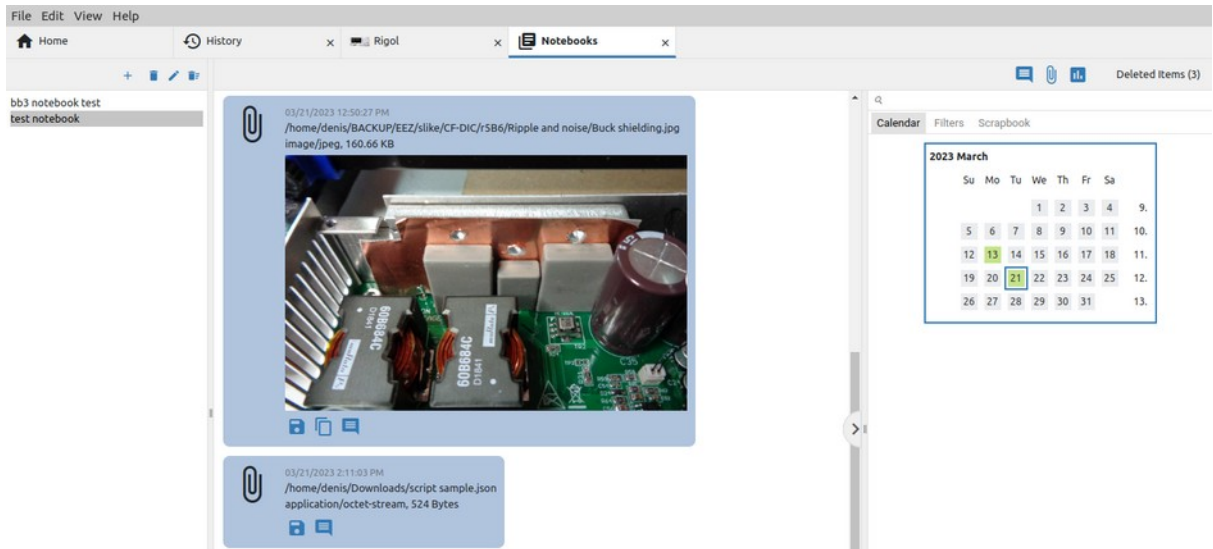 File Edit View Help
Home History x Rigol x Notebooks x
Deleted Items (3)
bb3 notebook test
test notebook
03/21/2023 12:50:27 PM
/home/denis/BACKUP/EEZ/slike/CF-DIC/r5B6/Ripple and noise/Buck shielding.jpg
image/jpeg, 160.66 KB
60B684C
D1841
60B684C
D1841
C35
03/21/2023 2:11:03 PM
/home/denis/Downloads/script sample.json
application/octet-stream, 524 Bytes
Calendar Filters Scrapbook
2023 March
Su Mo Tu We Th Fr Sa
1 2 3 4 9.
5 6 7 8 9 10 11 10.
12 13 14 15 16 17 18 11.
19 20 21 22 23 24 25 12.
26 27 28 29 30 31 13.